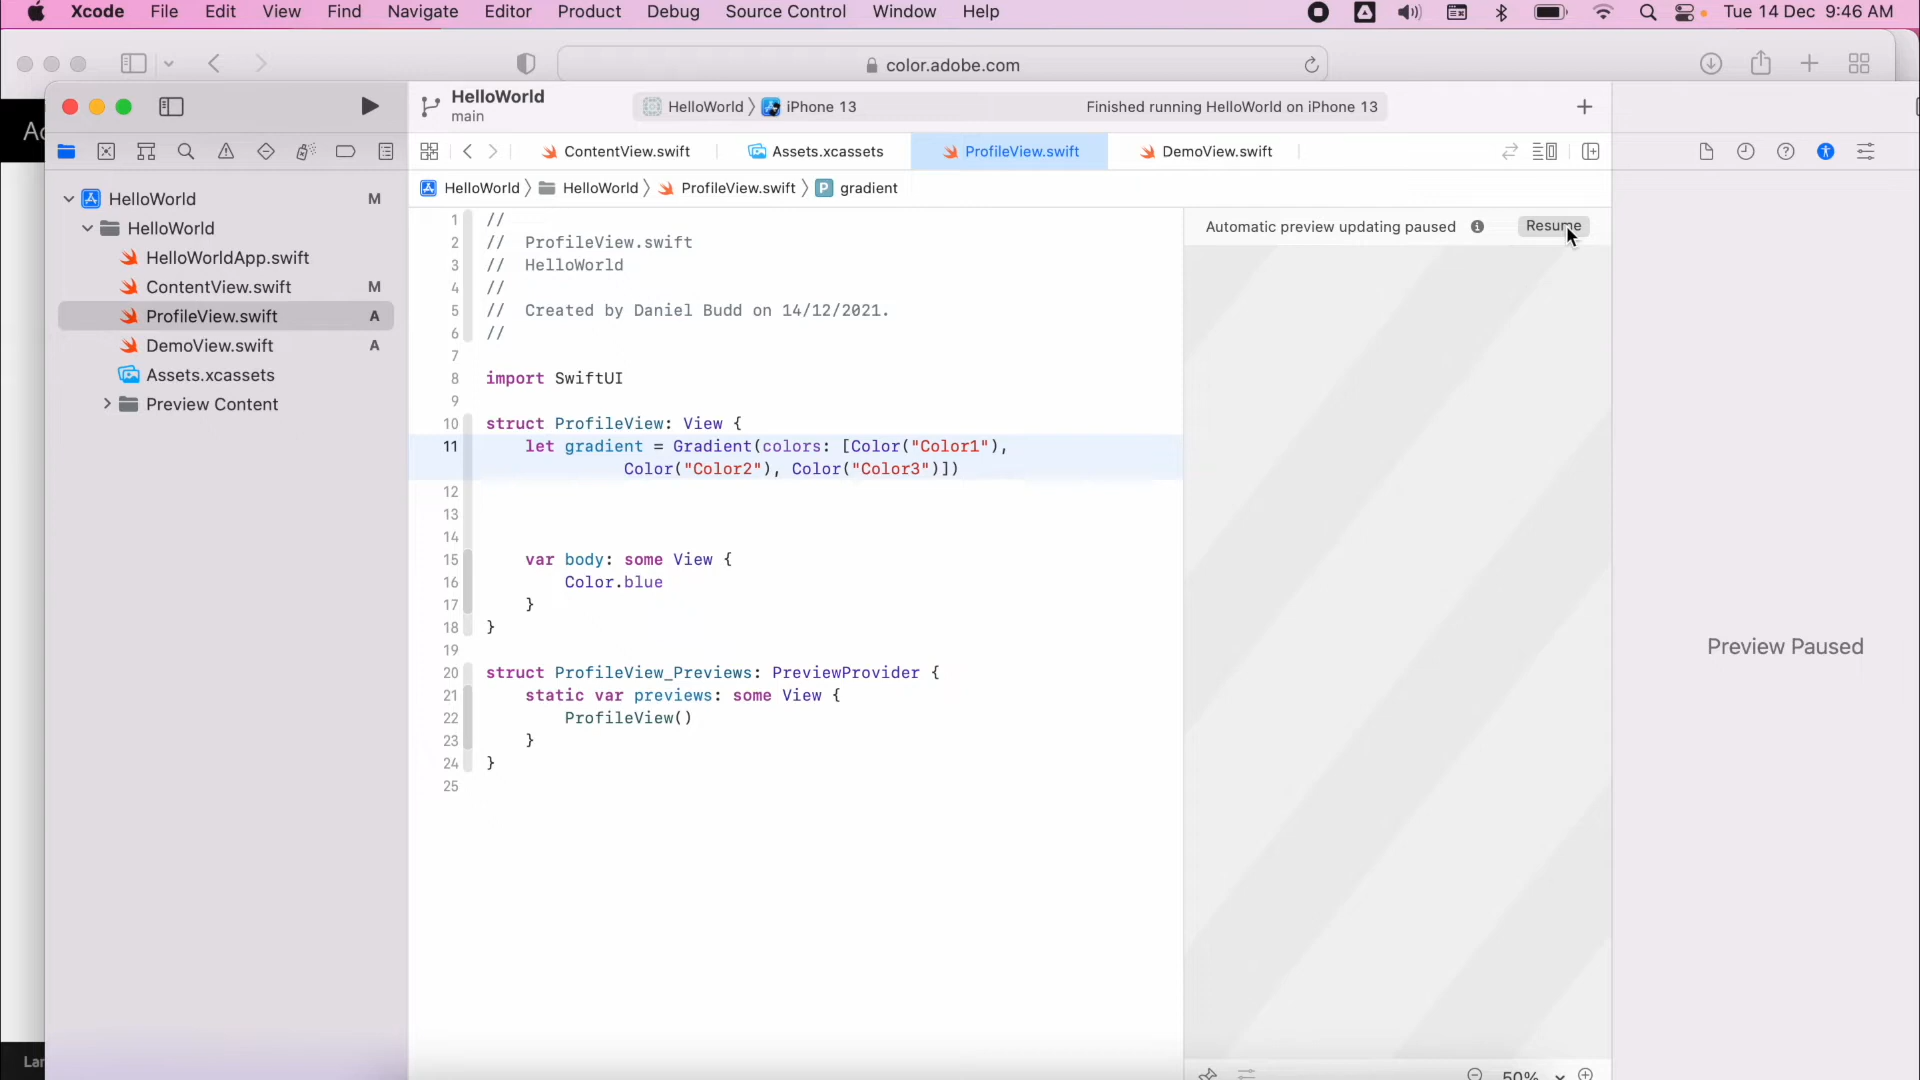 Xcode File Edit View Find Navigate Editor Product Debug Source Control Window Help Tue 14 Dec 9:46 AM
color.adobe.com
HelloWorld
main
HelloWorld iPhone 13 Finished running HelloWorld on iPhone 13
ContentView.swift Assets.xcassets ProfileView.swift DemoView.swift
HelloWorld HelloWorld ProfileView.swift P gradient
HelloWorld M
HelloWorld
HelloWorldApp.swift
ContentView.swift M
ProfileView.swift A
DemoView.swift A
Assets.xcassets
Preview Content
1 //
2 // ProfileView.swift
3 // HelloWorld
4 //
5 // Created by Daniel Budd on 14/12/2021.
6 //
7
8 import SwiftUI
9
10 struct ProfileView: View {
11 let gradient = Gradient(colors: [Color("Color1"),
Color("Color2"), Color("Color3")])
12
13
14
15 var body: some View {
16 Color.blue
17 }
18 }
19
20 struct ProfileView_Previews: PreviewProvider {
21 static var previews: some View {
22 ProfileView()
23 }
24 }
25
Automatic preview updating paused Resume
Preview Paused
50%